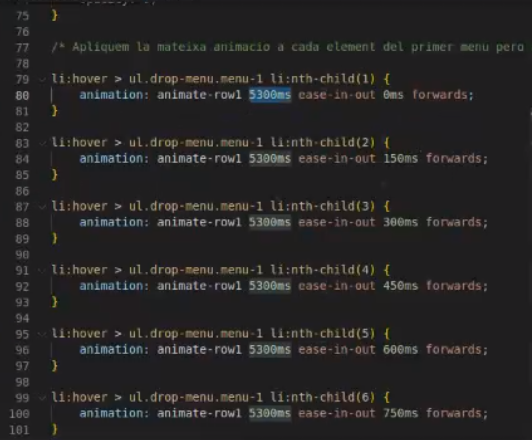 75 }
76
77 /* Apliquem la mateixa animacio a cada element del primer menu pero
78
79 li:hover > ul.drop-menu.menu-1 li:nth-child(1) {
80 animation: animate-row1 5300ms ease-in-out 0ms forwards;
81 }
82
83 li:hover > ul.drop-menu.menu-1 li:nth-child(2) {
84 animation: animate-row1 5300ms ease-in-out 150ms forwards;
85 }
86
87 li:hover > ul.drop-menu.menu-1 li:nth-child(3) {
88 animation: animate-row1 5300ms ease-in-out 300ms forwards;
89 }
90
91 li:hover > ul.drop-menu.menu-1 li:nth-child(4) {
92 animation: animate-row1 5300ms ease-in-out 450ms forwards;
93 }
94
95 li:hover > ul.drop-menu.menu-1 li:nth-child(5) {
96 animation: animate-row1 5300ms ease-in-out 600ms forwards;
97 }
98
99 li:hover > ul.drop-menu.menu-1 li:nth-child(6) {
100 animation: animate-row1 5300ms ease-in-out 750ms forwards;
101 }